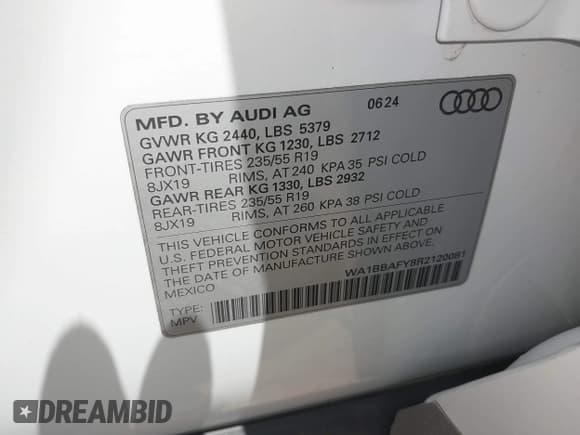 MFD. BY AUDI AG 0624
GVWR KG 2440, LBS 5379
GAWR FRONT KG 1230, LBS 2712
FRONT-TIRES 235/55 R19
8JX19 RIMS, AT 240 KPA 35 PSI COLD
GAWR REAR KG 1330, LBS 2932
REAR-TIRES 235/55 R19
8JX19 RIMS, AT 260 KPA 38 PSI COLD
THIS VEHICLE CONFORMS TO ALL APPLICABLE
U.S. FEDERAL MOTOR VEHICLE SAFETY AND
THEFT PREVENTION STANDARDS IN EFFECT ON
THE DATE OF MANUFACTURE SHOWN ABOVE.
MEXICO
WA1BBAFY8R2120081
TYPE:
MPV
DREAMBID